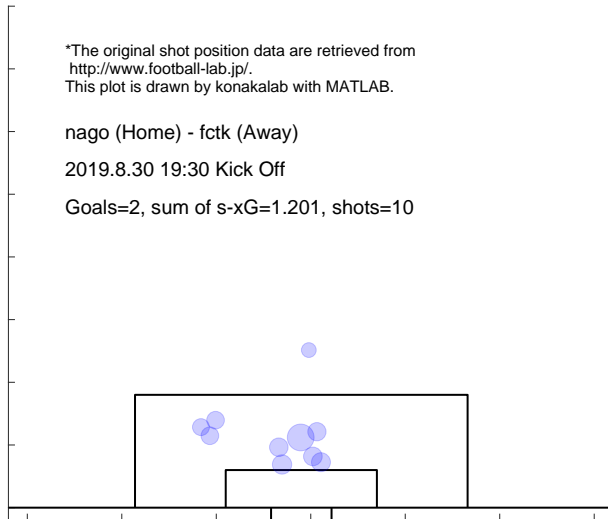 *The original shot position data are retrieved from
http://www.football-lab.jp/.
This plot is drawn by konakalab with MATLAB.
nago (Home) - fctk (Away)
2019.8.30 19:30 Kick Off
Goals=2, sum of s-xG=1.201, shots=10